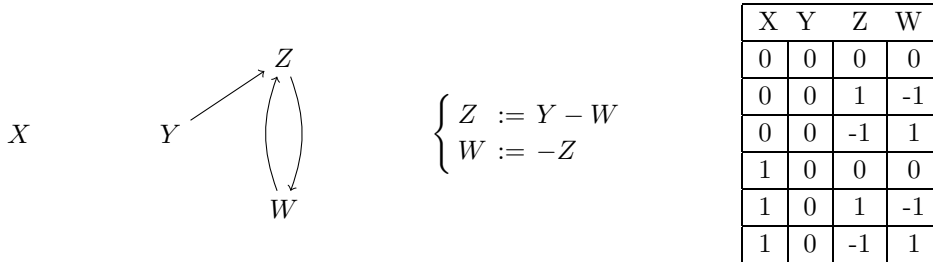 X
Y
Z
W
Z := Y − W
W := −Z
X Y Z W
0 0 0 0
0 0 1 -1
0 0 -1 1
1 0 0 0
1 0 1 -1
1 0 -1 1